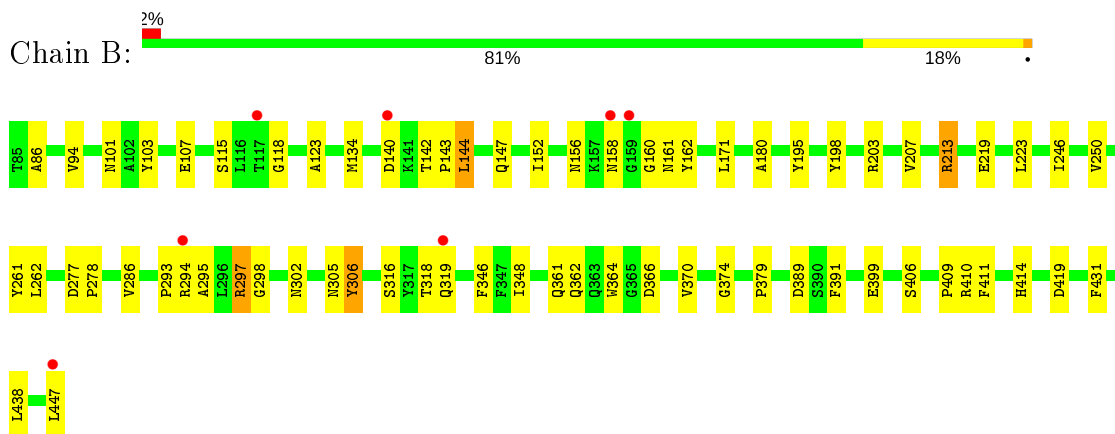 2%
Chain B:
81% 18% •
T85 A86 V94 N101 A102 Y103 E107 S115 L116 T117 G118 A123 M134 D140 K141 T142 P143 L144 Q147 I152 N156 K157 N158 G159 G160 N161 Y162 L171 A180 Y195 Y198 R203 V207 R213 E219 L223 I246 V250
Y261 L262 D277 P278 V286 P293 R294 A295 L296 R297 G298 N302 N305 Y306 S316 Y317 T318 Q319 F346 F347 I348 Q361 Q362 Q363 W364 G365 D366 V370 G374 P379 D389 S390 F391 E399 S406 P409 R410 F411 H414 D419 F431
L438 L447